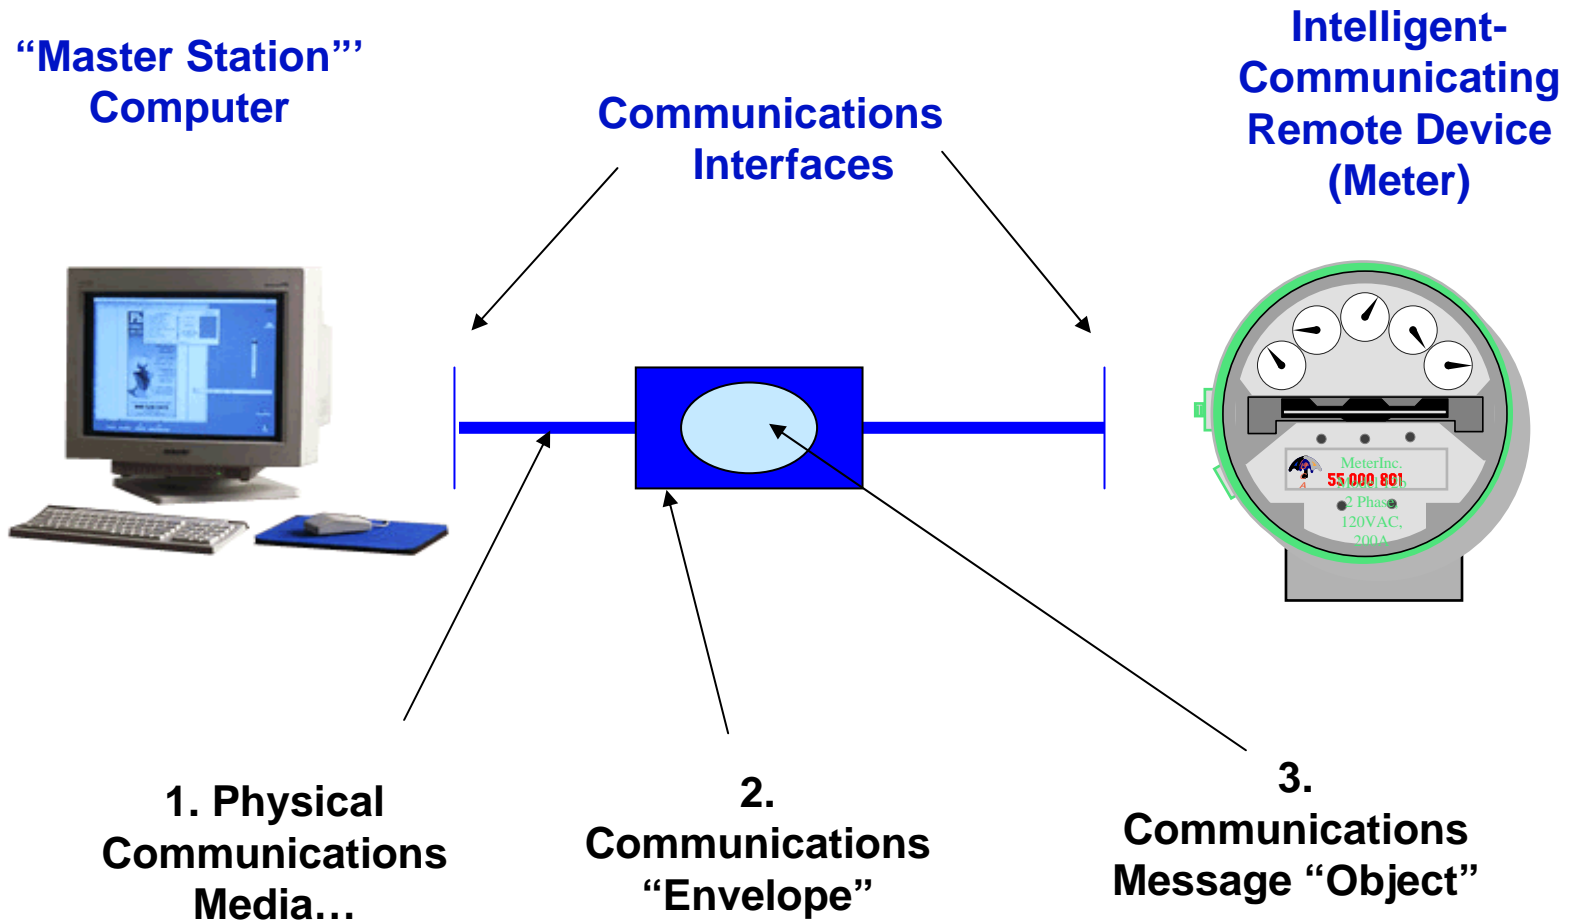 “Master Station”’
Computer
Communications
Interfaces
Intelligent-
Communicating
Remote Device
(Meter)
MeterInc.
55 000 801
2 Phase
120VAC,
200A
A
1. Physical
Communications
Media…
2.
Communications
“Envelope”
3.
Communications
Message “Object”